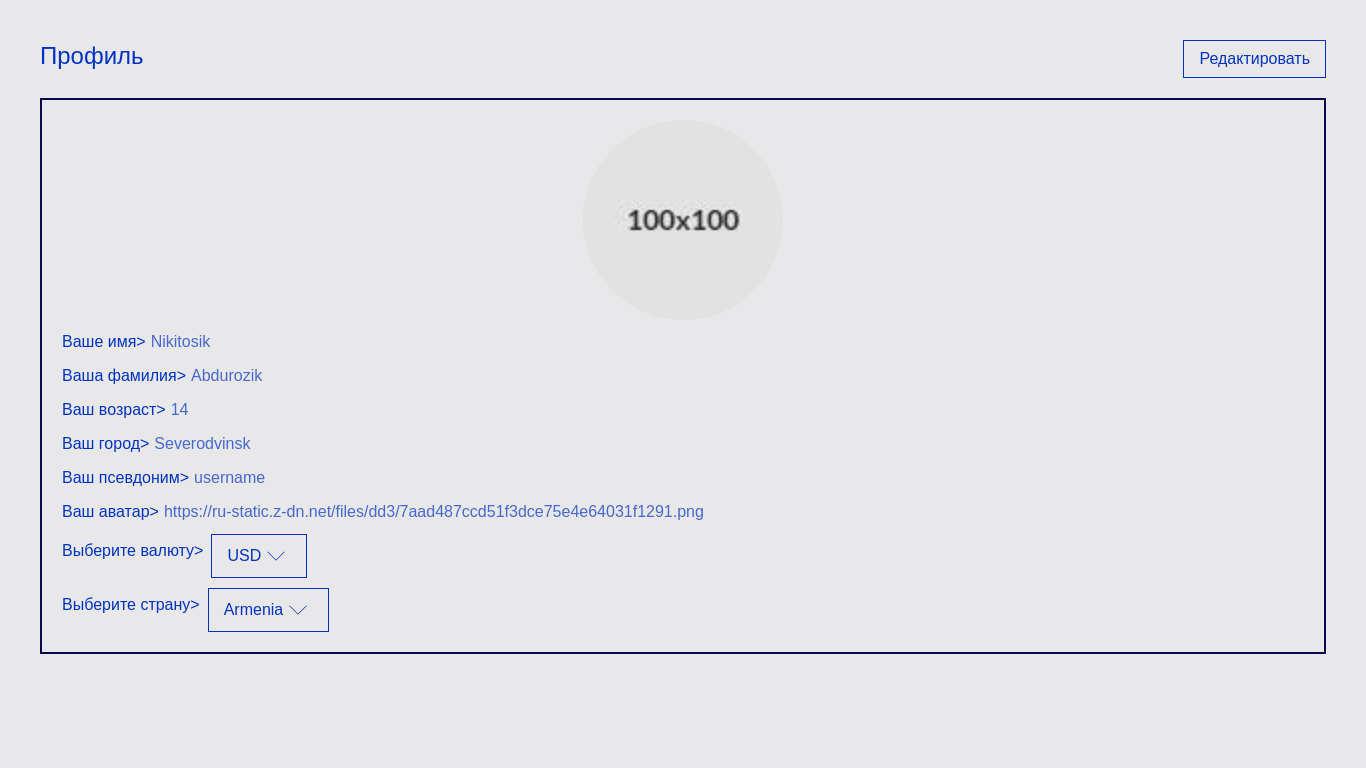 Профиль
Редактировать
100x100
Ваше имя> Nikitosik
Ваша фамилия> Abdurozik
Ваш возраст> 14
Ваш город> Severodvinsk
Ваш псевдоним> username
Ваш аватар> https://ru-static.z-dn.net/files/dd3/7aad487ccd51f3dce75e4e64031f1291.png
Выберите валюту> USD
Выберите страну> Armenia